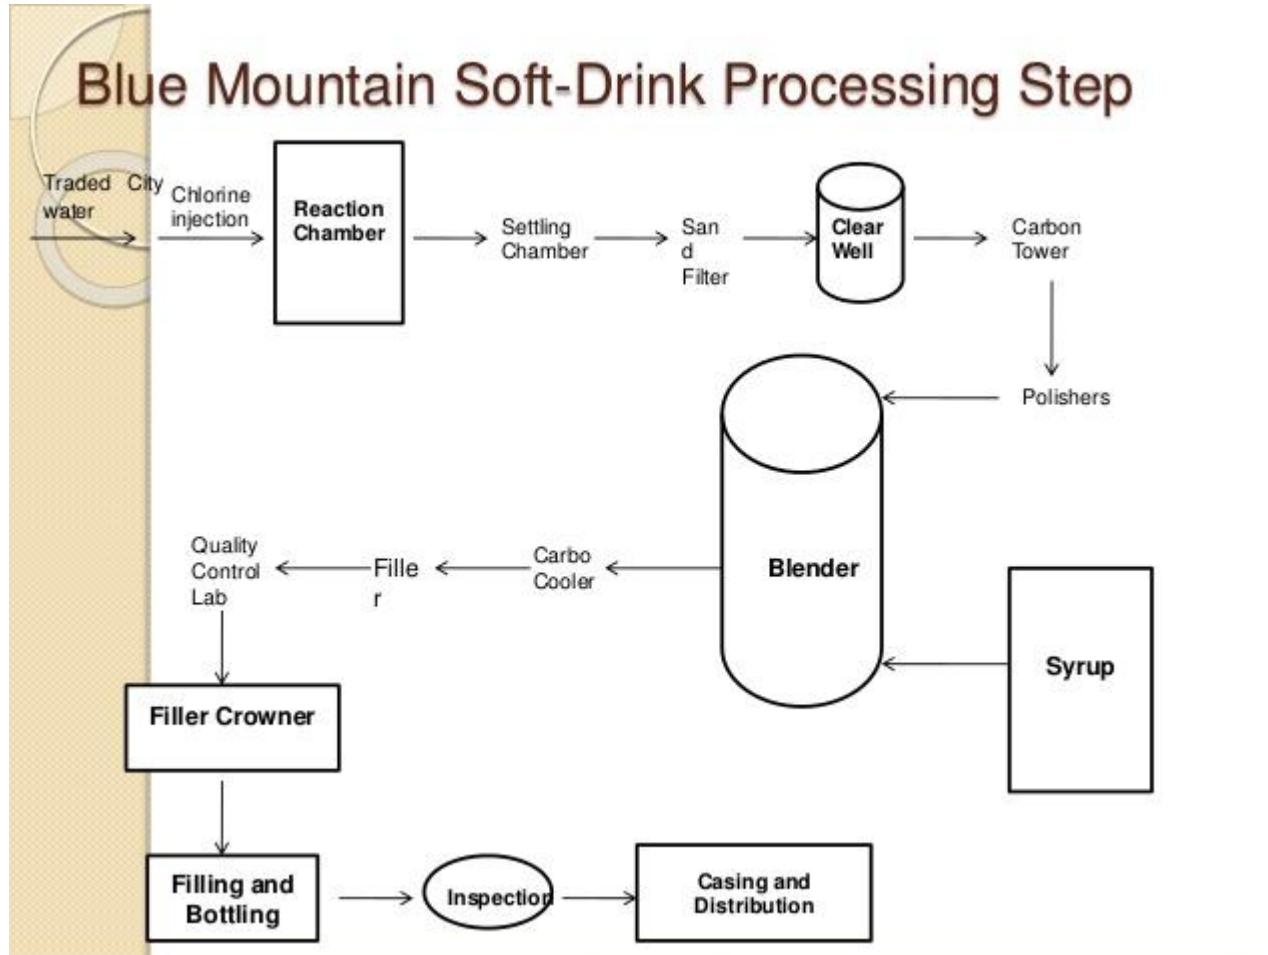 Blue Mountain Soft-Drink Processing Step
Traded City
water
Chlorine
injection
Reaction
Chamber
Settling
Chamber
San
d
Filter
Clear
Well
Carbon
Tower
Polishers
Blender
Syrup
Carbo
Cooler
Fille
r
Quality
Control
Lab
Filler Crowner
Filling and
Bottling
Inspection
Casing and
Distribution